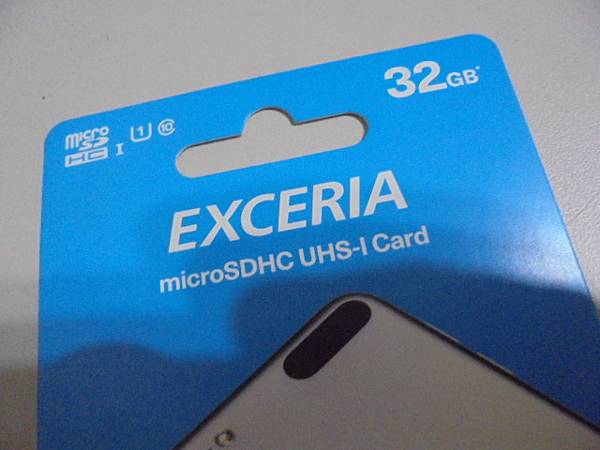 micro SD HC I U1 10
32GB*
EXCERIA
microSDHC UHS-I Card